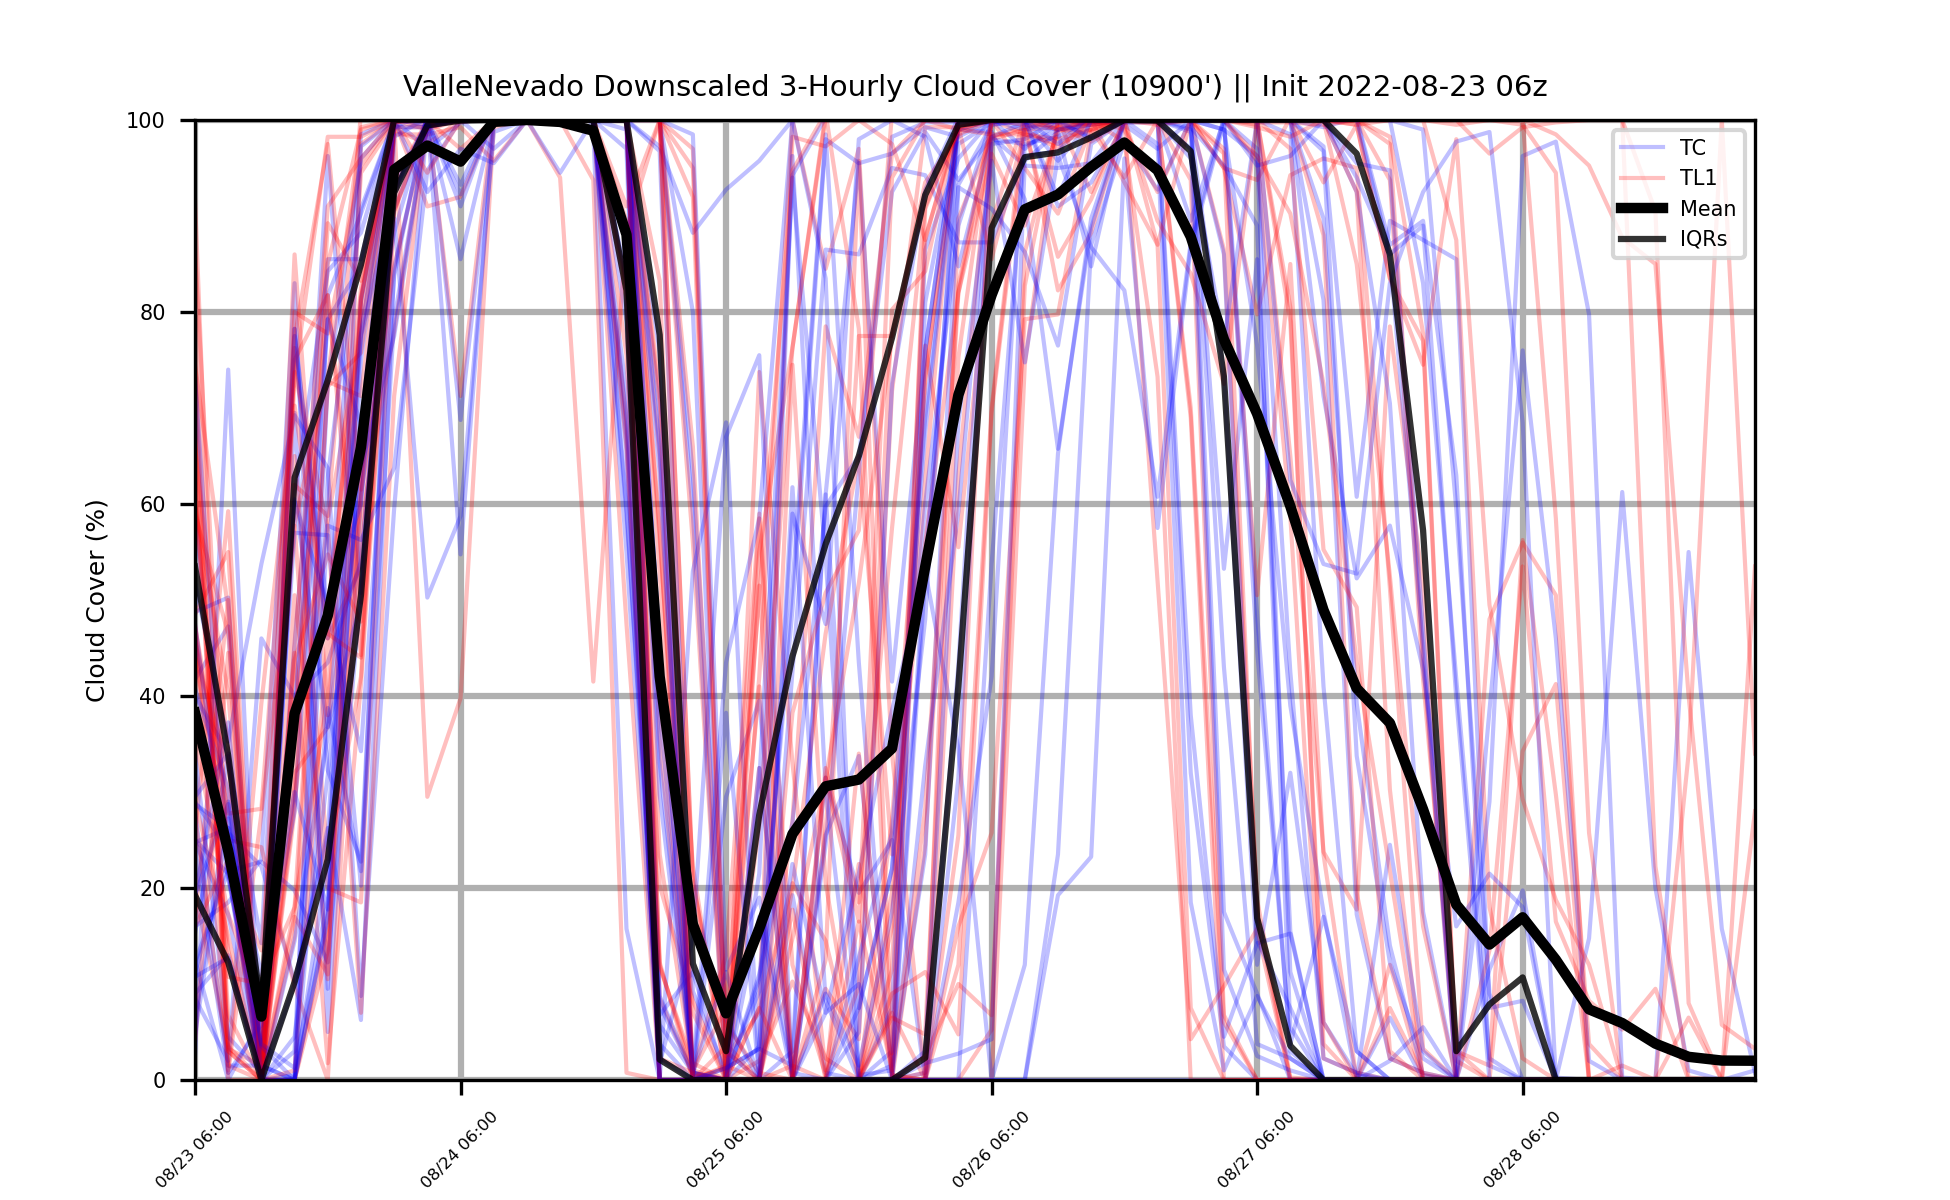 ValleNevado Downscaled 3-Hourly Cloud Cover (10900') || Init 2022-08-23 06z
Cloud Cover (%)
100
80
60
40
20
0
TC
TL1
Mean
IQRs
08/23 06:00
08/24 06:00
08/25 06:00
08/26 06:00
08/27 06:00
08/28 06:00